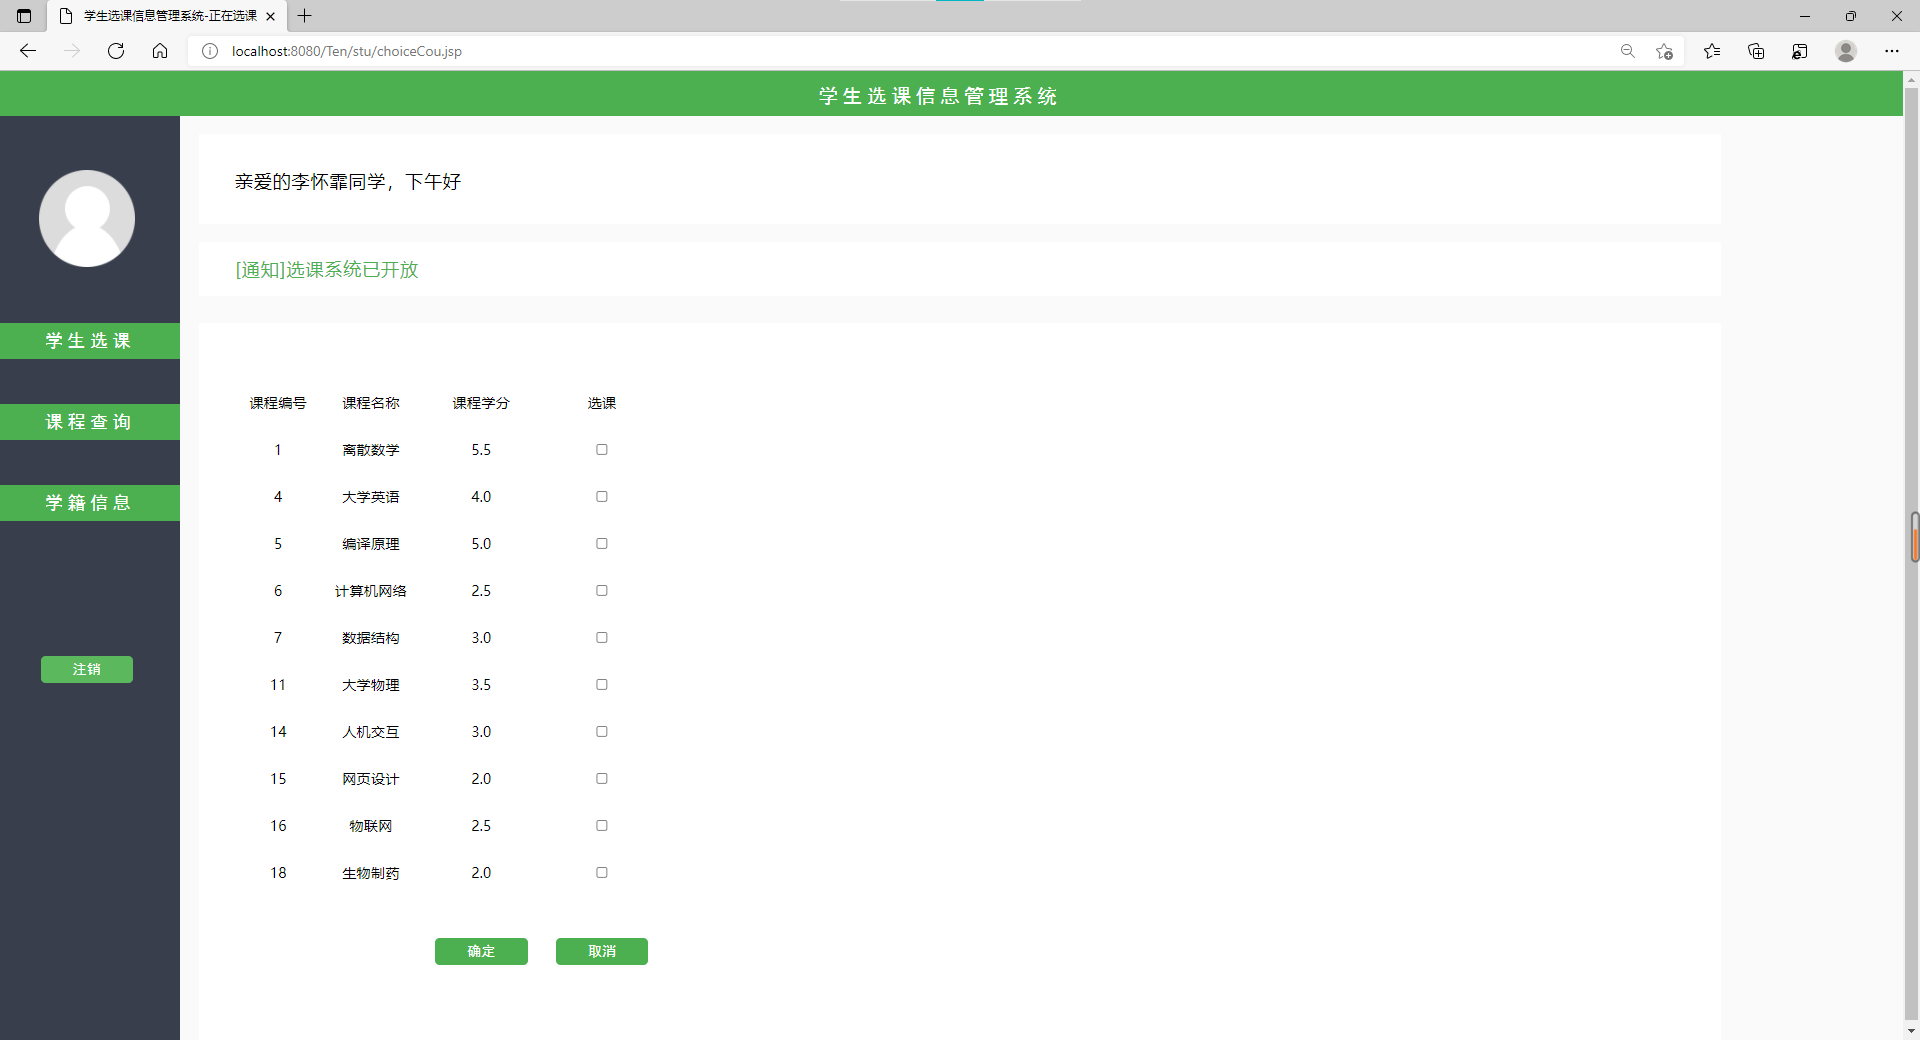 学生选课信息管理系统-正在选课
localhost:8080/Ten/stu/choiceCou.jsp
学生选课信息管理系统
亲爱的李怀霏同学，下午好
[通知]选课系统已开放
学生选课
课程查询
学籍信息
注销
课程编号 课程名称 课程学分 选课
1 离散数学 5.5
4 大学英语 4.0
5 编译原理 5.0
6 计算机网络 2.5
7 数据结构 3.0
11 大学物理 3.5
14 人机交互 3.0
15 网页设计 2.0
16 物联网 2.5
18 生物制药 2.0
确定 取消